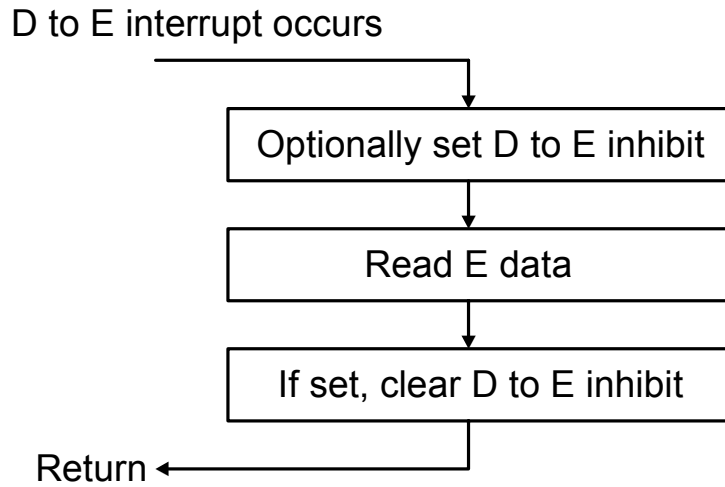 D to E interrupt occurs
Optionally set D to E inhibit
Read E data
If set, clear D to E inhibit
Return